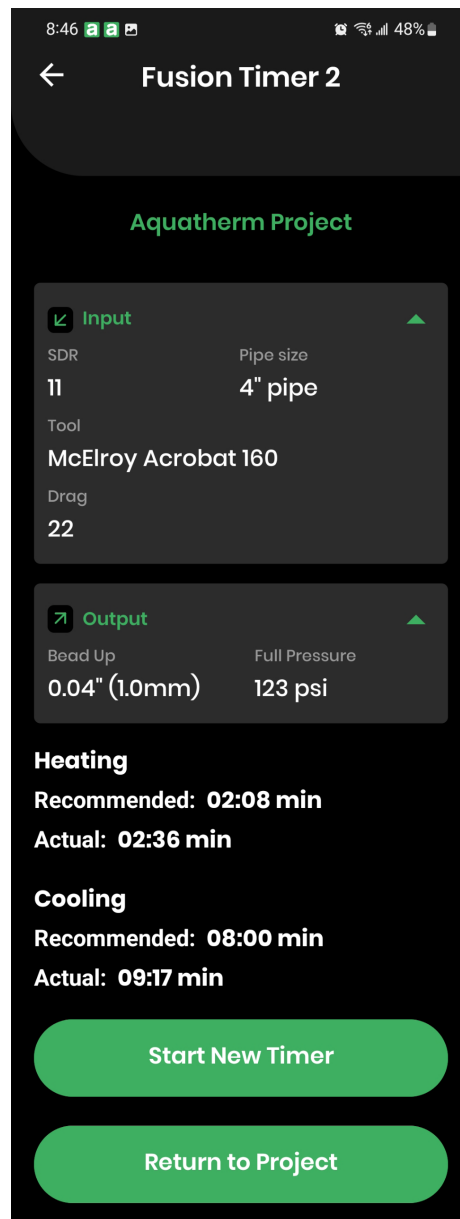 8:46 a a 48%
Fusion Timer 2
Aquatherm Project
Input
SDR Pipe size
11 4" pipe
Tool
McElroy Acrobat 160
Drag
22
Output
Bead Up Full Pressure
0.04" (1.0mm) 123 psi
Heating
Recommended: 02:08 min
Actual: 02:36 min
Cooling
Recommended: 08:00 min
Actual: 09:17 min
Start New Timer
Return to Project